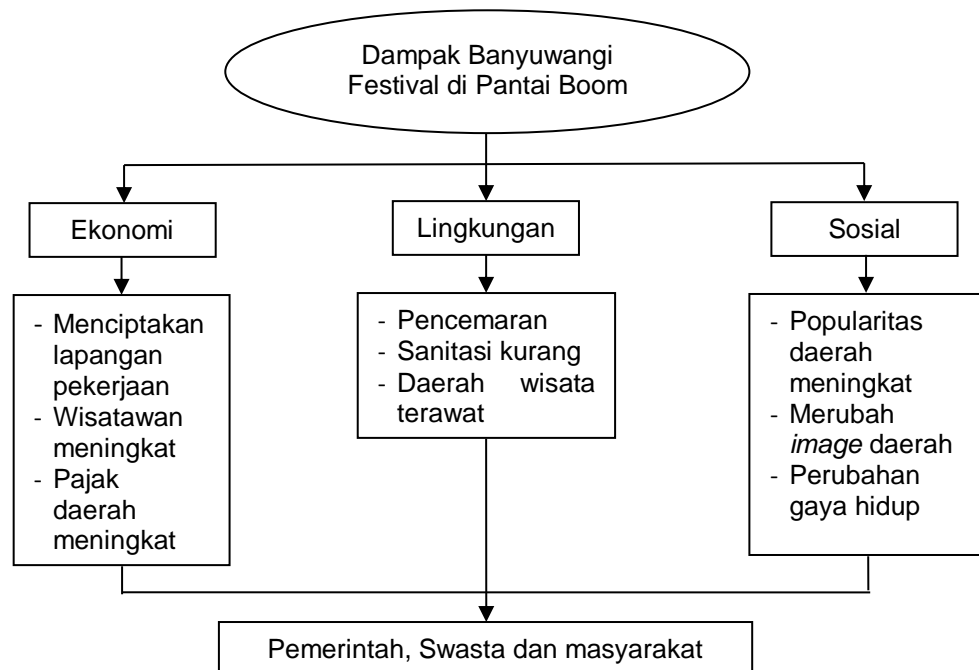 Dampak Banyuwangi
Festival di Pantai Boom
Ekonomi
Lingkungan
Sosial
- Menciptakan
lapangan
pekerjaan
- Wisatawan
meningkat
- Pajak
daerah
meningkat
- Pencemaran
- Sanitasi kurang
- Daerah wisata
terawat
- Popularitas
daerah
meningkat
- Merubah
image daerah
- Perubahan
gaya hidup
Pemerintah, Swasta dan masyarakat